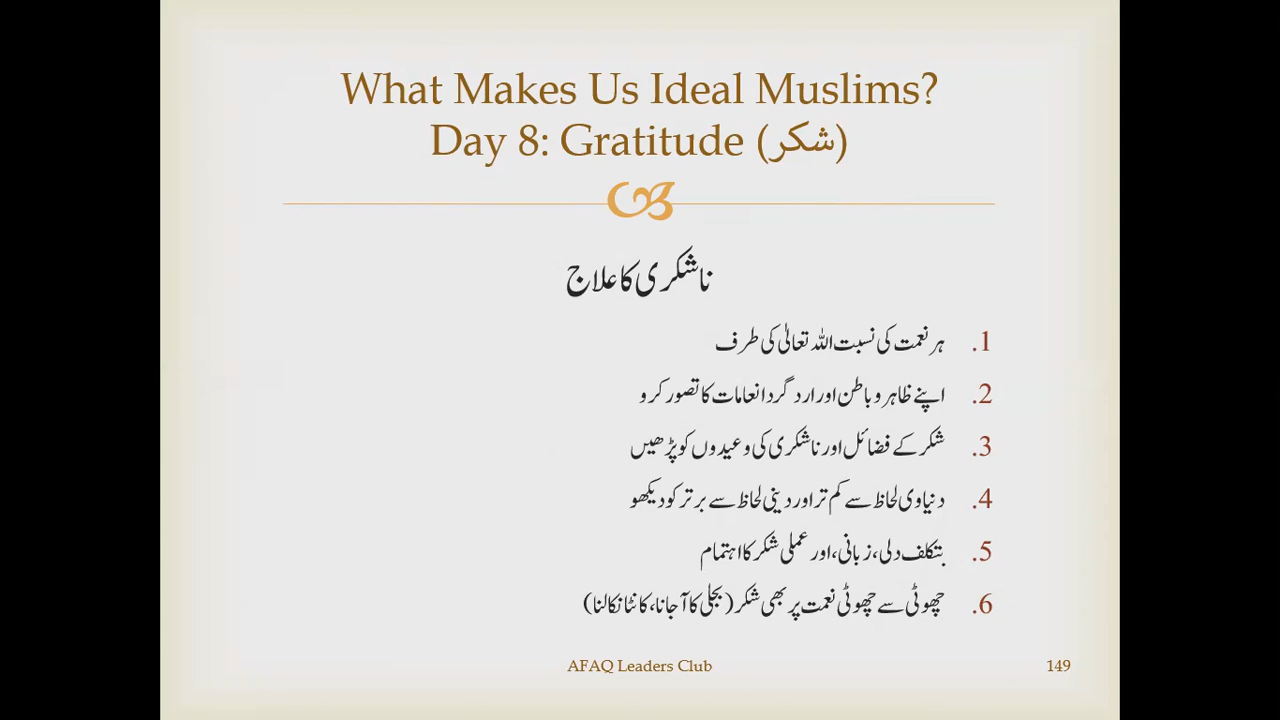 What Makes Us Ideal Muslims?
Day 8: Gratitude (شکر)
ناشکری کا علاج
1. ہر نعمت کی نسبت اللہ تعالٰی کی طرف
2. اپنے ظاہر و باطن اور ارد گرد انعامات کا تصور کرو
3. شکر کے فضائل اور ناشکری کی وعیدوں کو پڑھیں
4. دنیاوی لحاظ سے کم تر اور دینی لحاظ سے برتر کو دیکھو
5. بتکلف دلی، زبانی، اور عملی شکر کا اہتمام
6. چھوٹی سے چھوٹی نعمت پر بھی شکر (بجلی کا آجانا، کانٹا نکالنا)
AFAQ Leaders Club
149